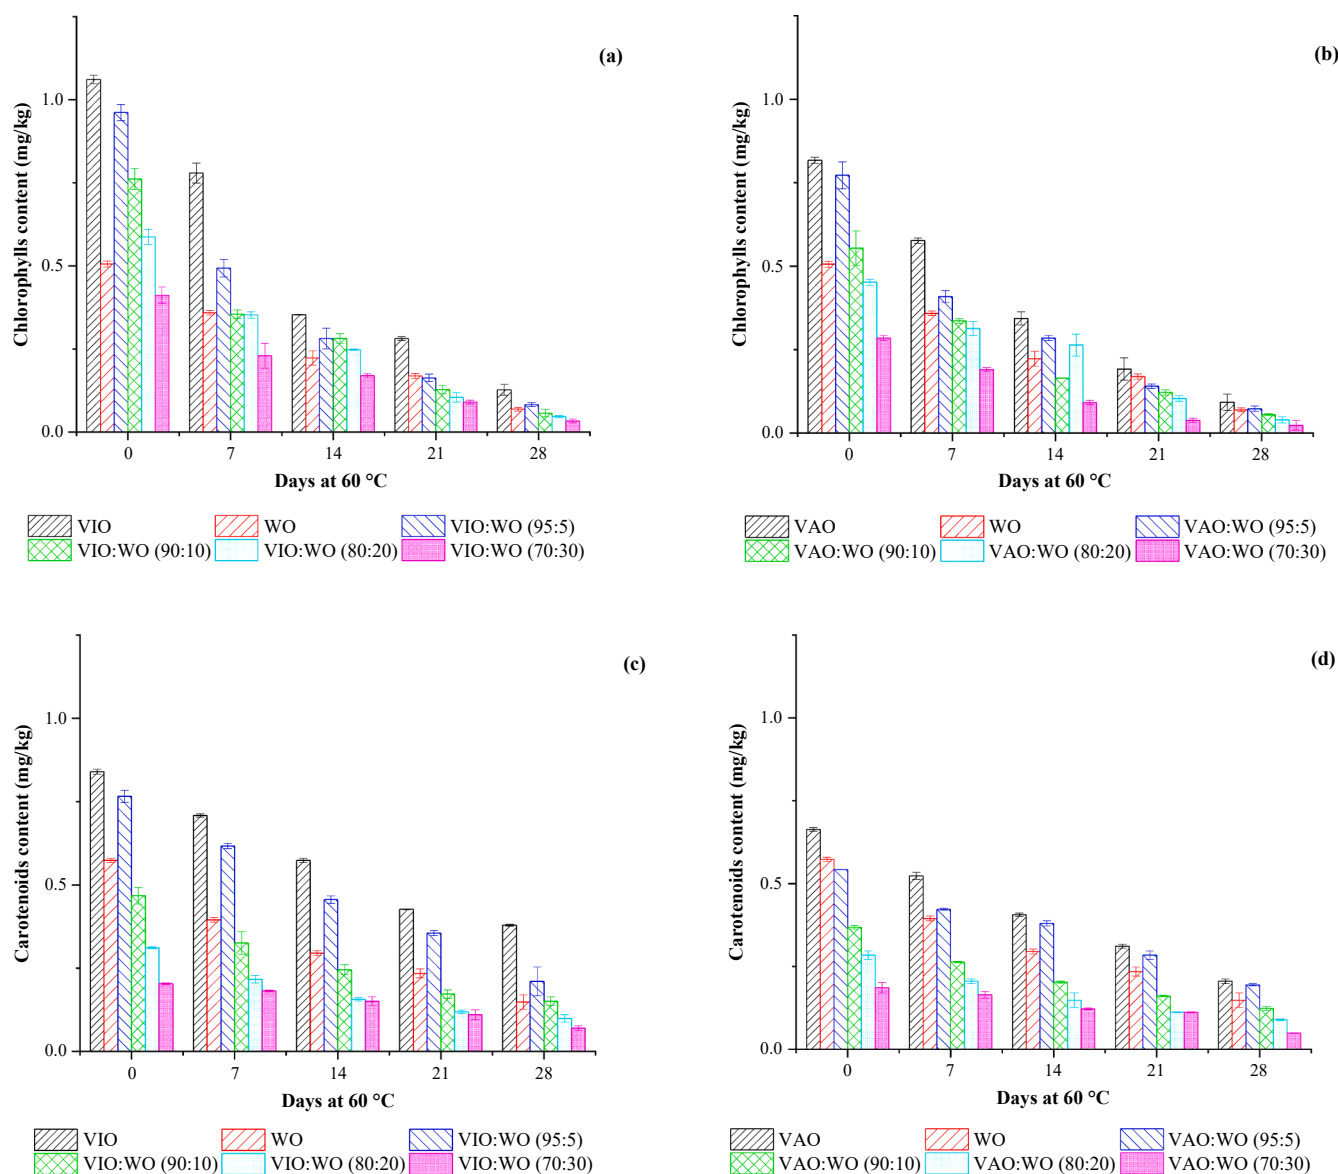 (a)
Chlorophylls content (mg/kg)
1.0
0.5
0.0
0 7 14 21 28
Days at 60 °C
VIO WO VIO:WO (95:5)
VIO:WO (90:10) VIO:WO (80:20) VIO:WO (70:30)
(b)
Chlorophylls content (mg/kg)
1.0
0.5
0.0
0 7 14 21 28
Days at 60 °C
VAO WO VAO:WO (95:5)
VAO:WO (90:10) VAO:WO (80:20) VAO:WO (70:30)
(c)
Carotenoids content (mg/kg)
1.0
0.5
0.0
0 7 14 21 28
Days at 60 °C
VIO WO VIO:WO (95:5)
VIO:WO (90:10) VIO:WO (80:20) VIO:WO (70:30)
(d)
Carotenoids content (mg/kg)
1.0
0.5
0.0
0 7 14 21 28
Days at 60 °C
VAO WO VAO:WO (95:5)
VAO:WO (90:10) VAO:WO (80:20) VAO:WO (70:30)